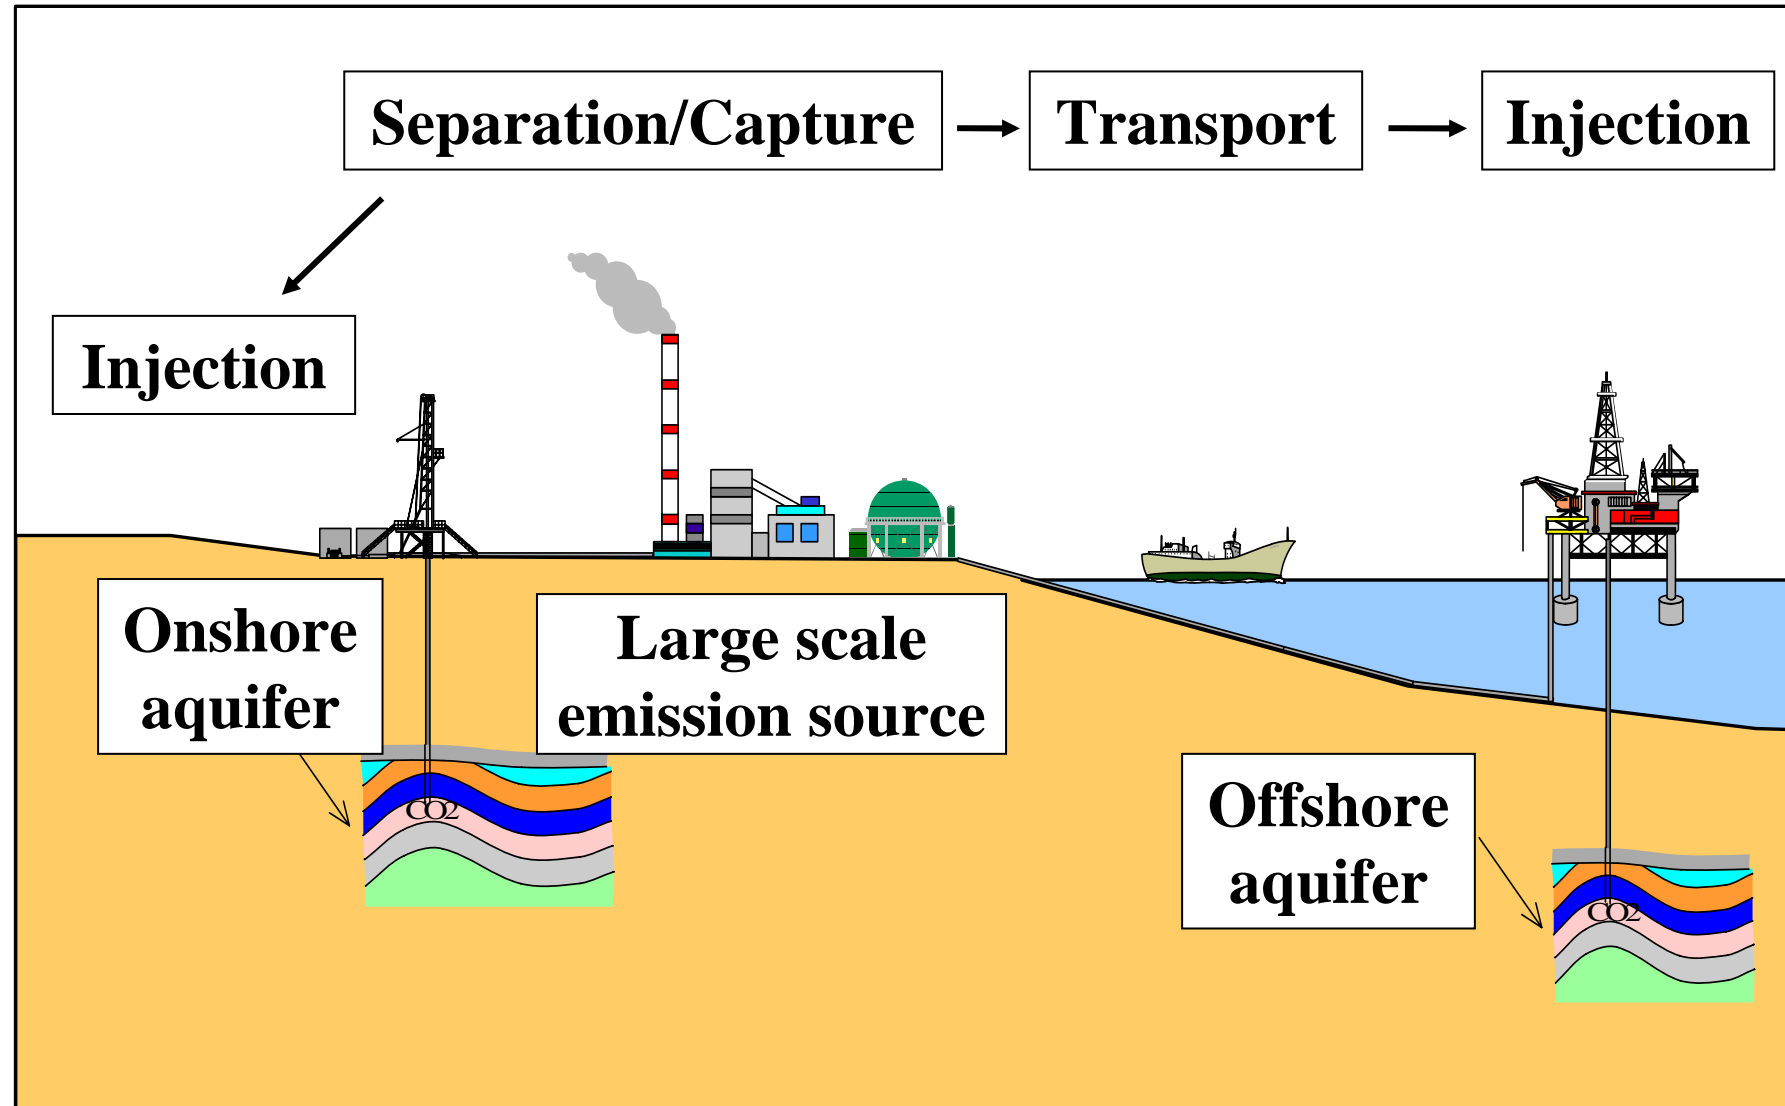 Separation/Capture
Transport
Injection
Injection
Onshore
aquifer
Large scale
emission source
CO2
Offshore
aquifer
CO2